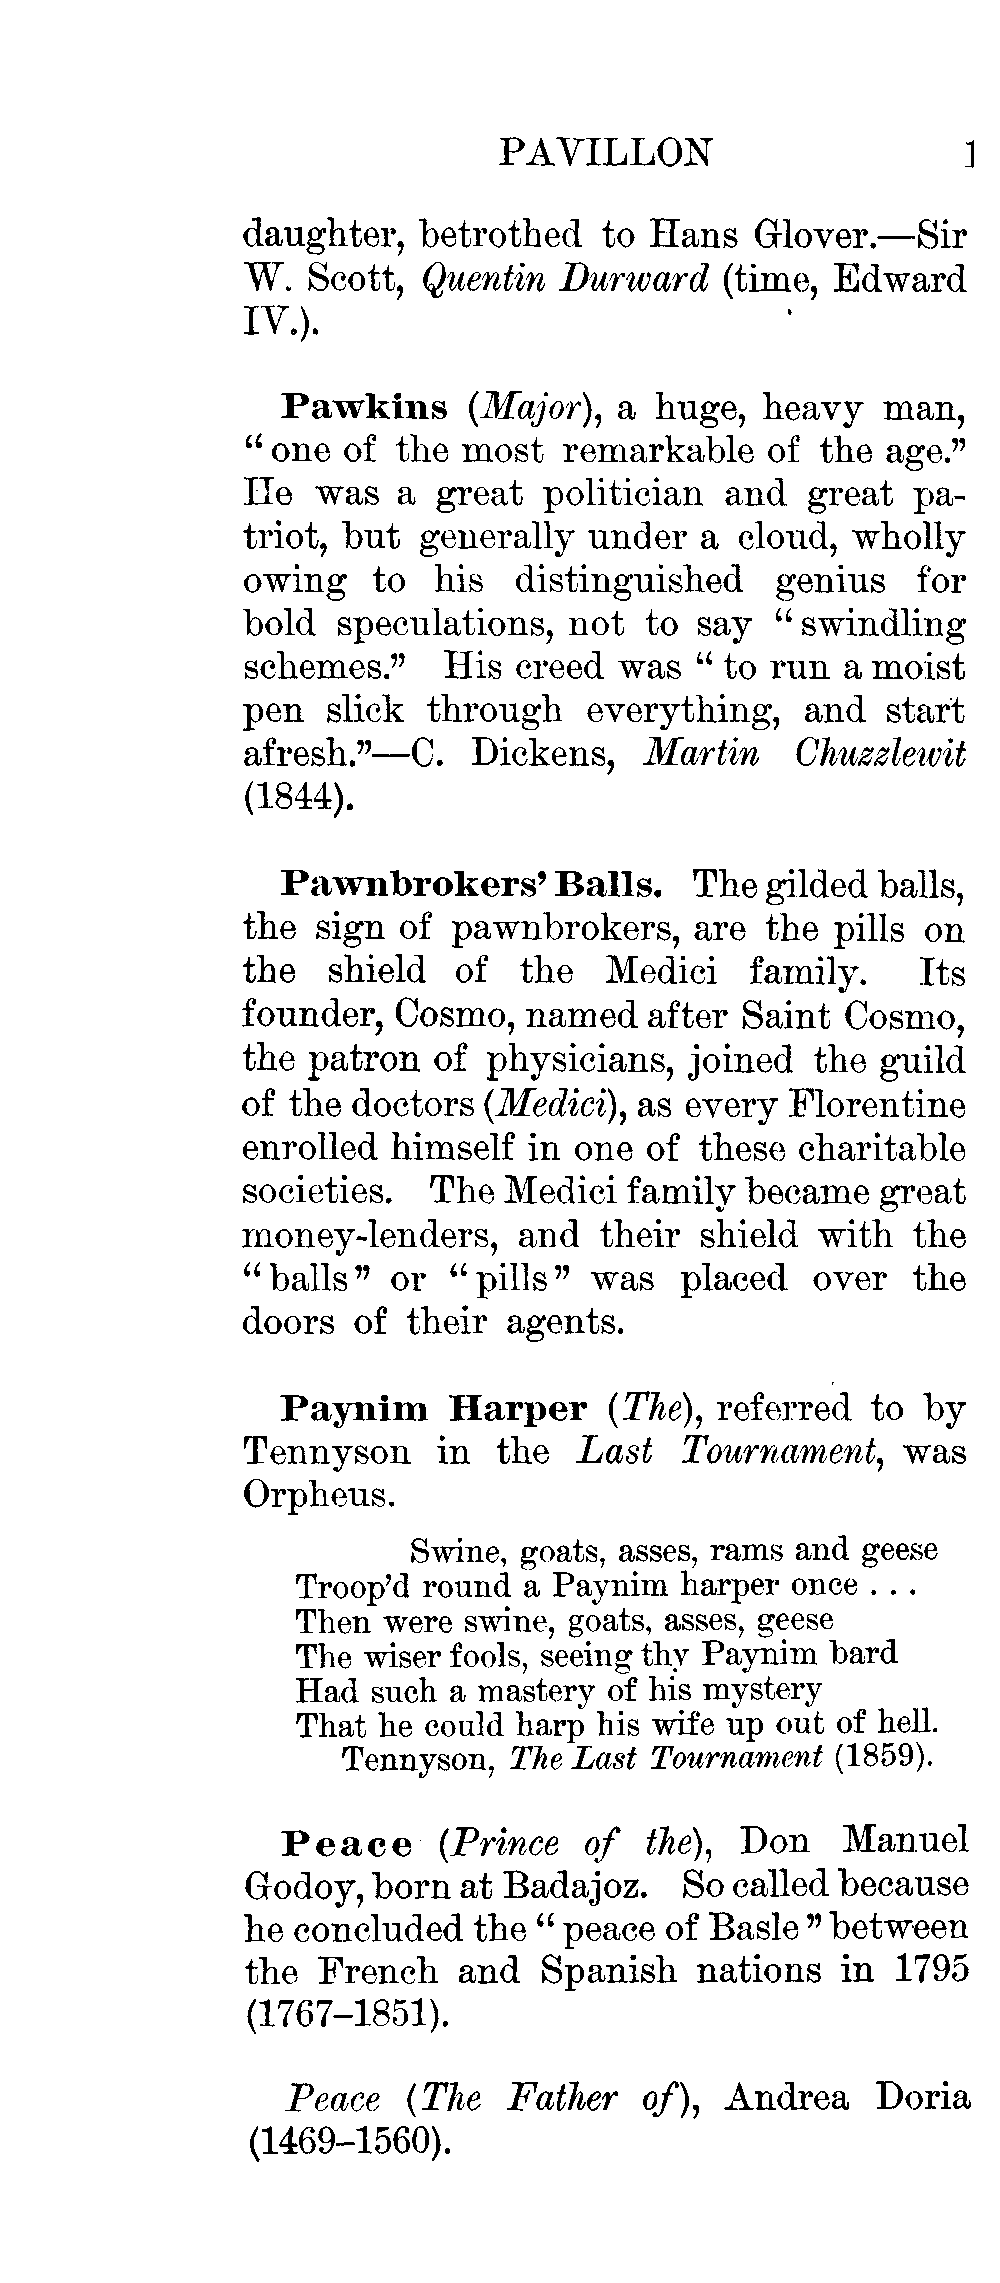 PAVILLON 1
daughter, betrothed to Hans Glover.—Sir
W. Scott, Quentin Durward (time, Edward
IV.).
Pawkins (Major), a huge, heavy man,
“one of the most remarkable of the age.”
He was a great politician and great pa-
triot, but generally under a cloud, wholly
owing to his distinguished genius for
bold speculations, not to say “swindling
schemes.” His creed was “to run a moist
pen slick through everything, and start
afresh.”—C. Dickens, Martin Chuzzlewit
(1844).
Pawnbrokers’ Balls. The gilded balls,
the sign of pawnbrokers, are the pills on
the shield of the Medici family. Its
founder, Cosmo, named after Saint Cosmo,
the patron of physicians, joined the guild
of the doctors (Medici), as every Florentine
enrolled himself in one of these charitable
societies. The Medici family became great
money-lenders, and their shield with the
“balls” or “pills” was placed over the
doors of their agents.
Paynim Harper (The), referred to by
Tennyson in the Last Tournament, was
Orpheus.
Swine, goats, asses, rams and geese
Troop’d round a Paynim harper once . . .
Then were swine, goats, asses, geese
The wiser fools, seeing thy Paynim bard
Had such a mastery of his mystery
That he could harp his wife up out of hell.
Tennyson, The Last Tournament (1859).
Peace (Prince of the), Don Manuel
Godoy, born at Badajoz. So called because
he concluded the “peace of Basle” between
the French and Spanish nations in 1795
(1767–1851).
Peace (The Father of), Andrea Doria
(1469–1560).